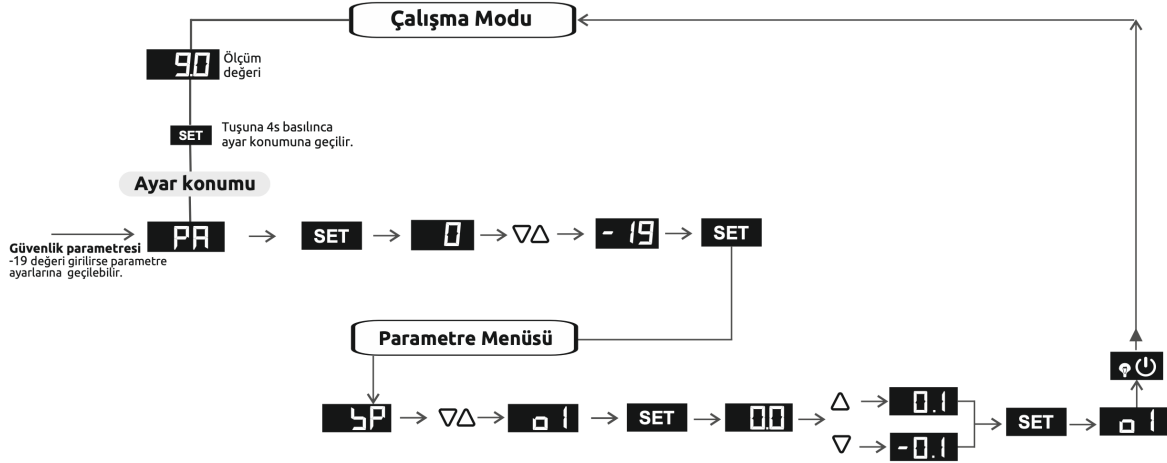 Çalışma Modu
9.0
Ölçüm
değeri
SET
Tuşuna 4s basılınca
ayar konumuna geçilir.
Ayar konumu
PA
SET
0
-19
SET
Güvenlik parametresi
-19 değeri girilirse parametre
ayarlarına geçilebilir.
Parametre Menüsü
SP
o1
SET
0.0
0.1
-0.1
SET
o1